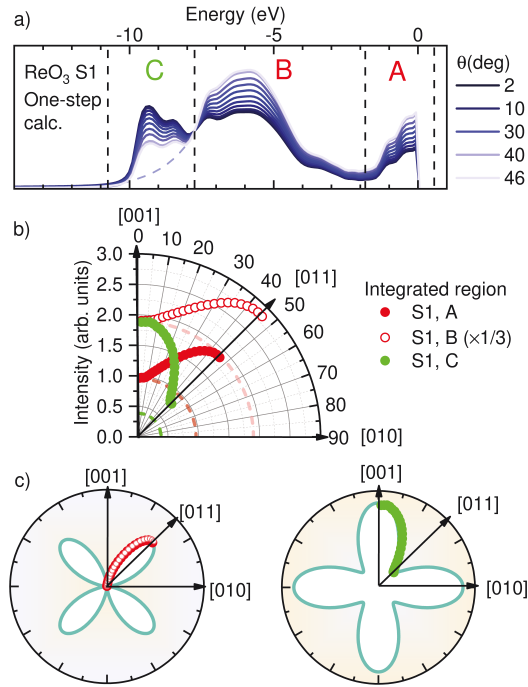 Energy (eV)
a)
-10 -5 0
ReO₃ S1
One-step
calc.
C B A
θ(deg)
2
10
30
40
46
b)
[001]
0 10 20 30 40 50 60 70 80 90
[011]
[010]
Intensity (arb. units)
3.0
2.5
2.0
1.5
1.0
0.5
0.0
Integrated region
S1, A
S1, B (×1/3)
S1, C
c)
[001]
[011]
[010]
[001]
[011]
[010]